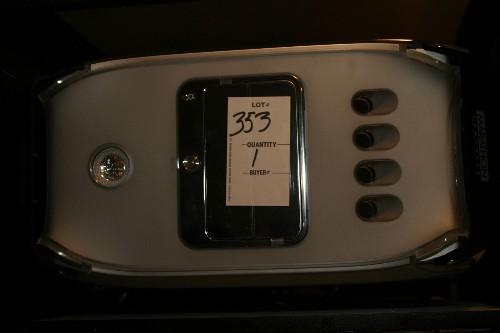 LOT#
353
QUANTITY
1
BUYER#